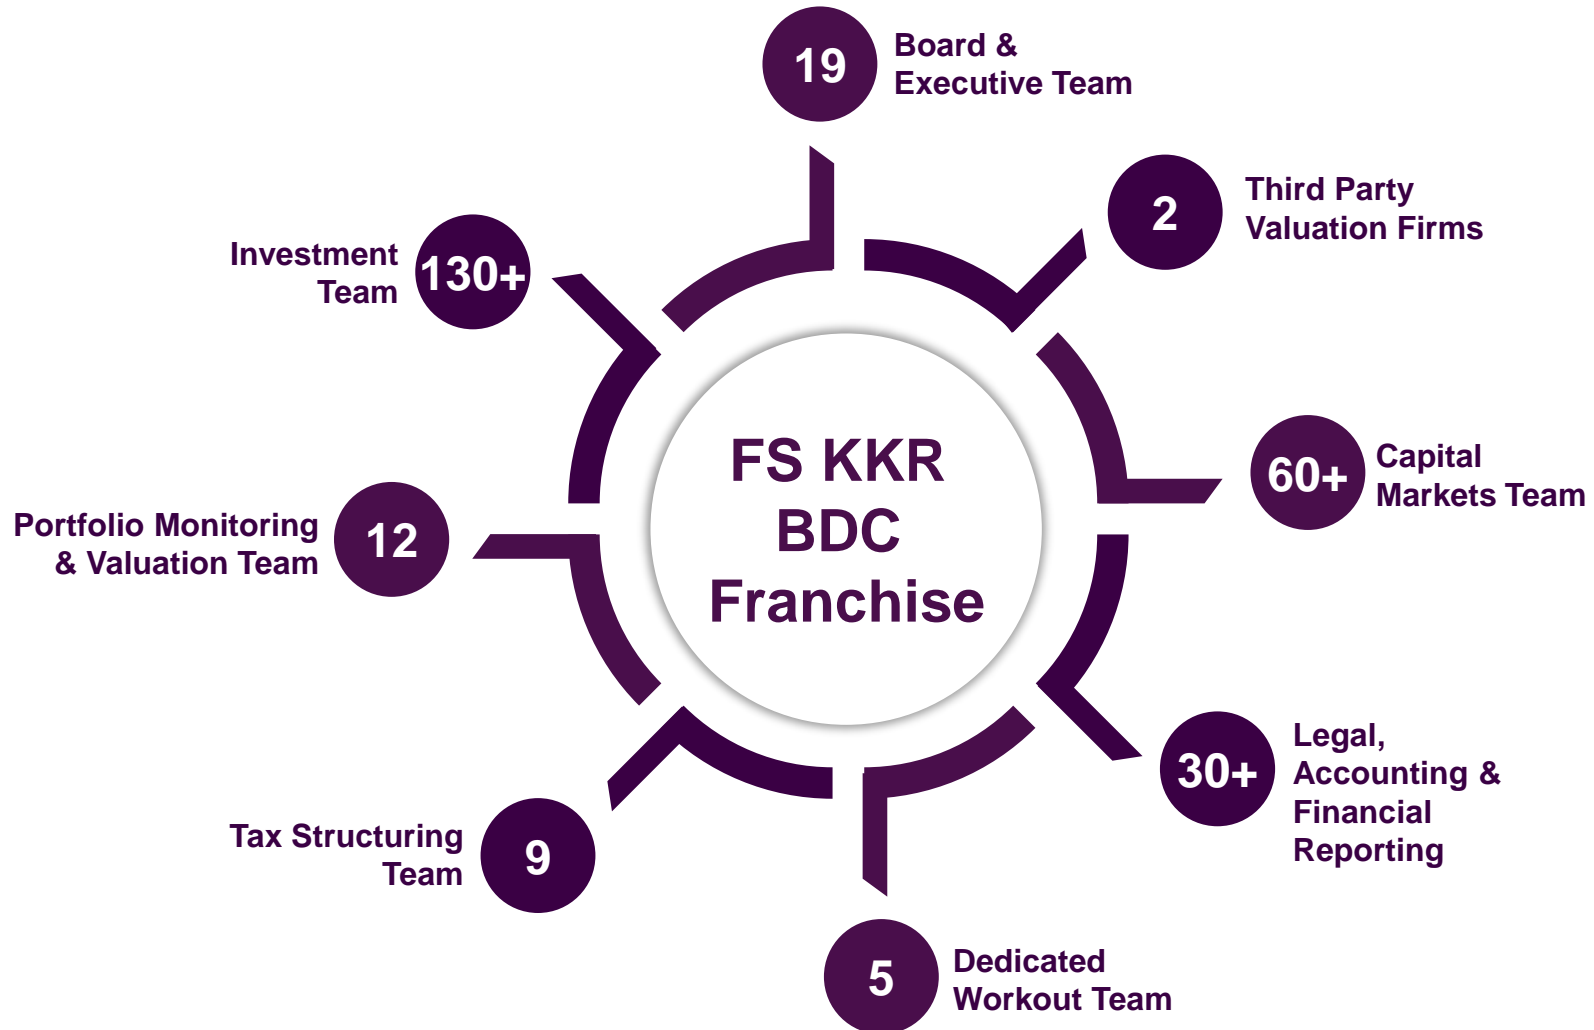 19
Board &
Executive Team
2
Third Party
Valuation Firms
Investment
Team
130+
60+
Capital
Markets Team
FS KKR
BDC
Franchise
Portfolio Monitoring
& Valuation Team
12
30+
Legal,
Accounting &
Financial
Reporting
Tax Structuring
Team
9
5
Dedicated
Workout Team